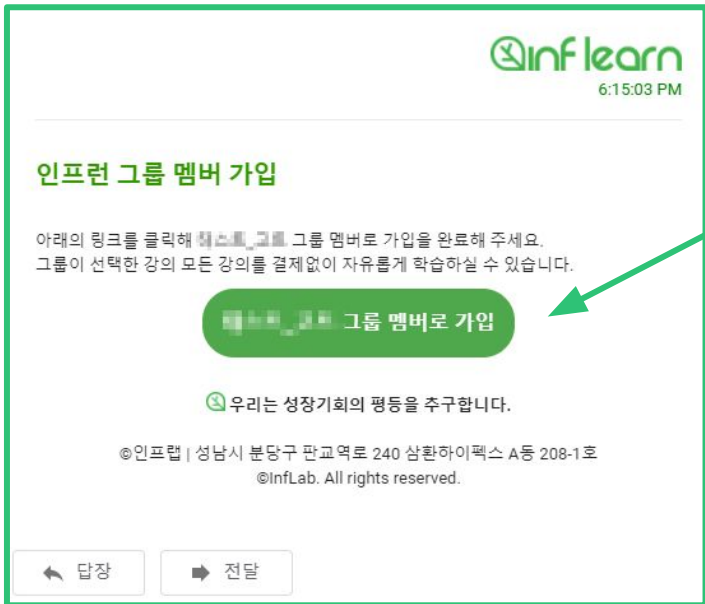 inflearn
6:15:03 PM
인프런 그룹 멤버 가입
아래의 링크를 클릭해 그룹 멤버로 가입을 완료해 주세요.
그룹이 선택한 강의 모든 강의를 결제없이 자유롭게 학습하실 수 있습니다.
그룹 멤버로 가입
우리는 성장기회의 평등을 추구합니다.
©인프랩 | 성남시 분당구 판교역로 240 삼환하이펙스 A동 208-1호
©InfLab. All rights reserved.
답장
전달